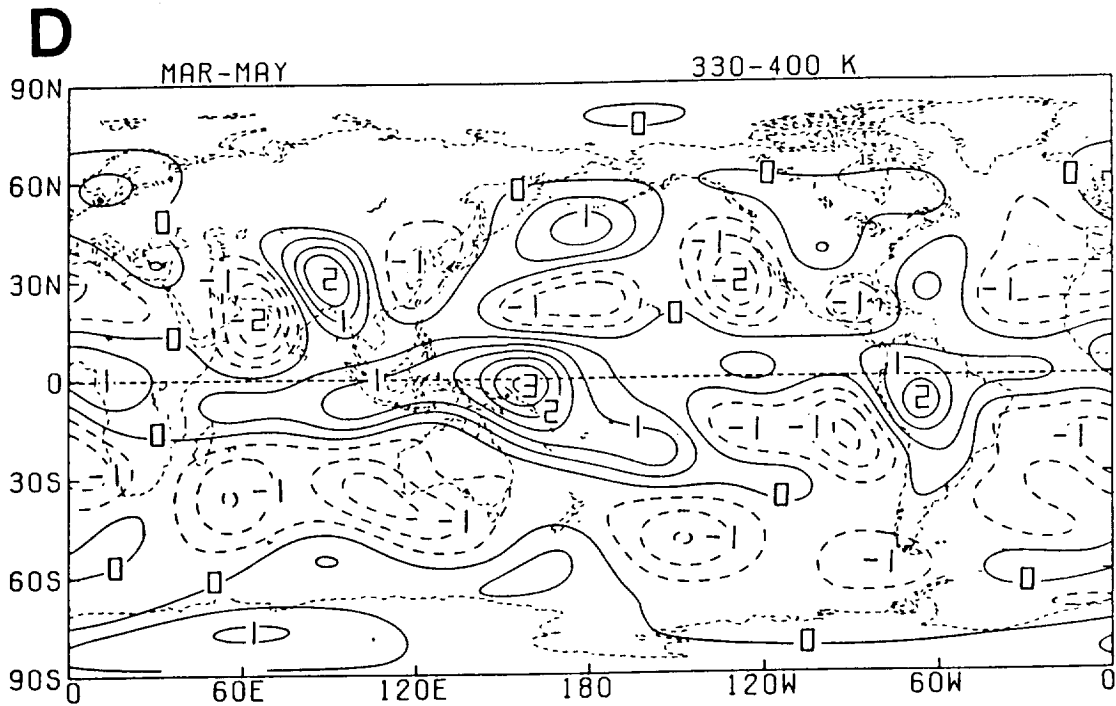 D
MAR-MAY 330-400 K
90N
0
60N 0 0 0
0 1
-1 -1 -1
30N 2 -2 -1 -1
-2 1 -1 0
0
0 1 1 3 1
2 2
0 -1 -1 1 -1
30S -1 -1 0
-1 -1
-1
0 0 0
60S
1 0
90S
0 60E 120E 180 120W 60W 0